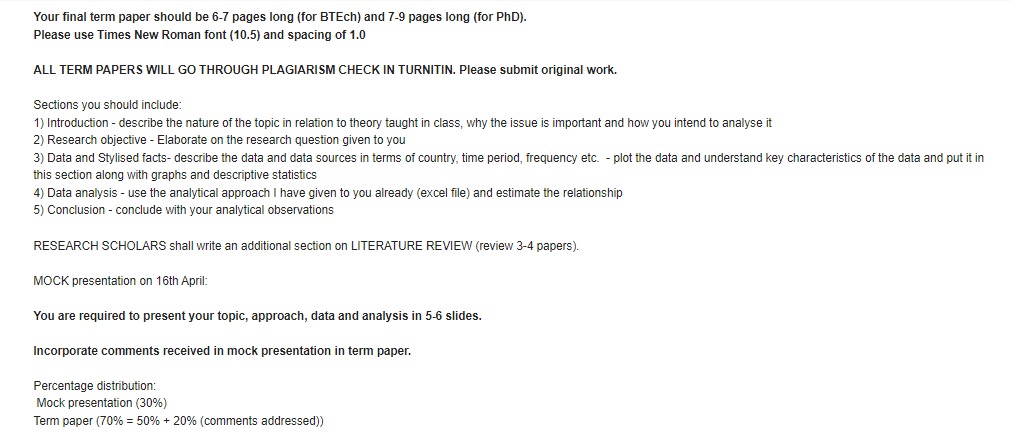 Your final term paper should be 6-7 pages long (for BTEch) and 7-9 pages long (for PhD).
Please use Times New Roman font (10.5) and spacing of 1.0
ALL TERM PAPERS WILL GO THROUGH PLAGIARISM CHECK IN TURNITIN. Please submit original work.
Sections you should include:
1) Introduction - describe the nature of the topic in relation to theory taught in class, why the issue is important and how you intend to analyse it
2) Research objective - Elaborate on the research question given to you
3) Data and Stylised facts- describe the data and data sources in terms of country, time period, frequency etc.  - plot the data and understand key characteristics of the data and put it in
this section along with graphs and descriptive statistics
4) Data analysis - use the analytical approach I have given to you already (excel file) and estimate the relationship
5) Conclusion - conclude with your analytical observations
RESEARCH SCHOLARS shall write an additional section on LITERATURE REVIEW (review 3-4 papers).
MOCK presentation on 16th April:
You are required to present your topic, approach, data and analysis in 5-6 slides.
Incorporate comments received in mock presentation in term paper.
Percentage distribution:
Mock presentation (30%)
Term paper (70% = 50% + 20% (comments addressed))